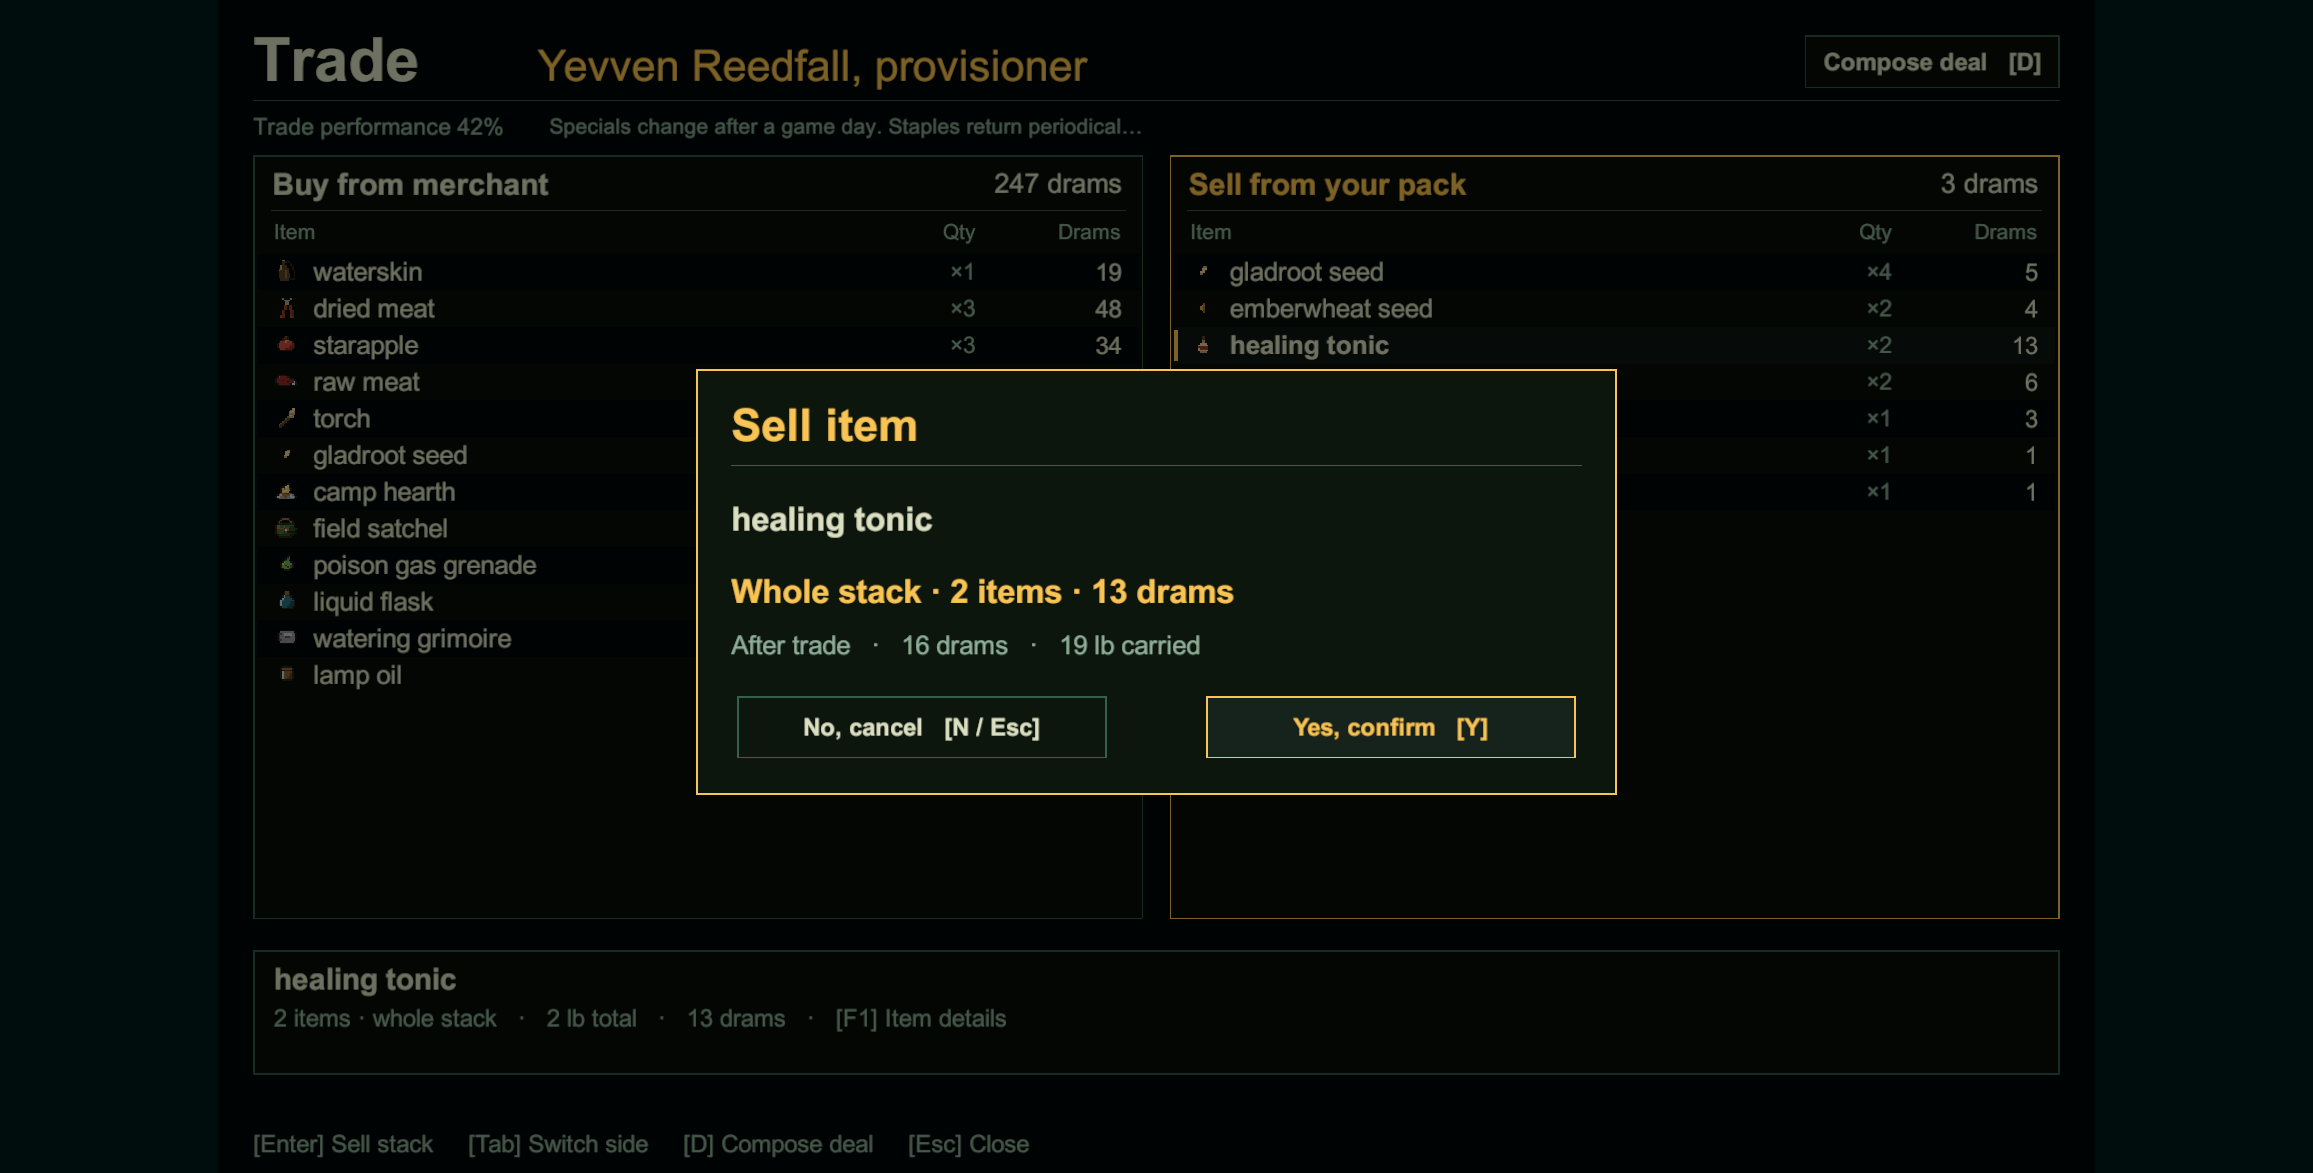 Trade Yevven Reedfall, provisioner Compose deal [D]
Trade performance 42% Specials change after a game day. Staples return periodical...
Buy from merchant 247 drams
Item Qty Drams
waterskin ×1 19
dried meat ×3 48
starapple ×3 34
raw meat
torch
gladroot seed
camp hearth
field satchel
poison gas grenade
liquid flask
watering grimoire
lamp oil
Sell from your pack 3 drams
Item Qty Drams
gladroot seed ×4 5
emberwheat seed ×2 4
healing tonic ×2 13
×2 6
×1 3
×1 1
×1 1
Sell item
healing tonic
Whole stack · 2 items · 13 drams
After trade · 16 drams · 19 lb carried
No, cancel [N / Esc] Yes, confirm [Y]
healing tonic
2 items · whole stack · 2 lb total · 13 drams · [F1] Item details
[Enter] Sell stack [Tab] Switch side [D] Compose deal [Esc] Close